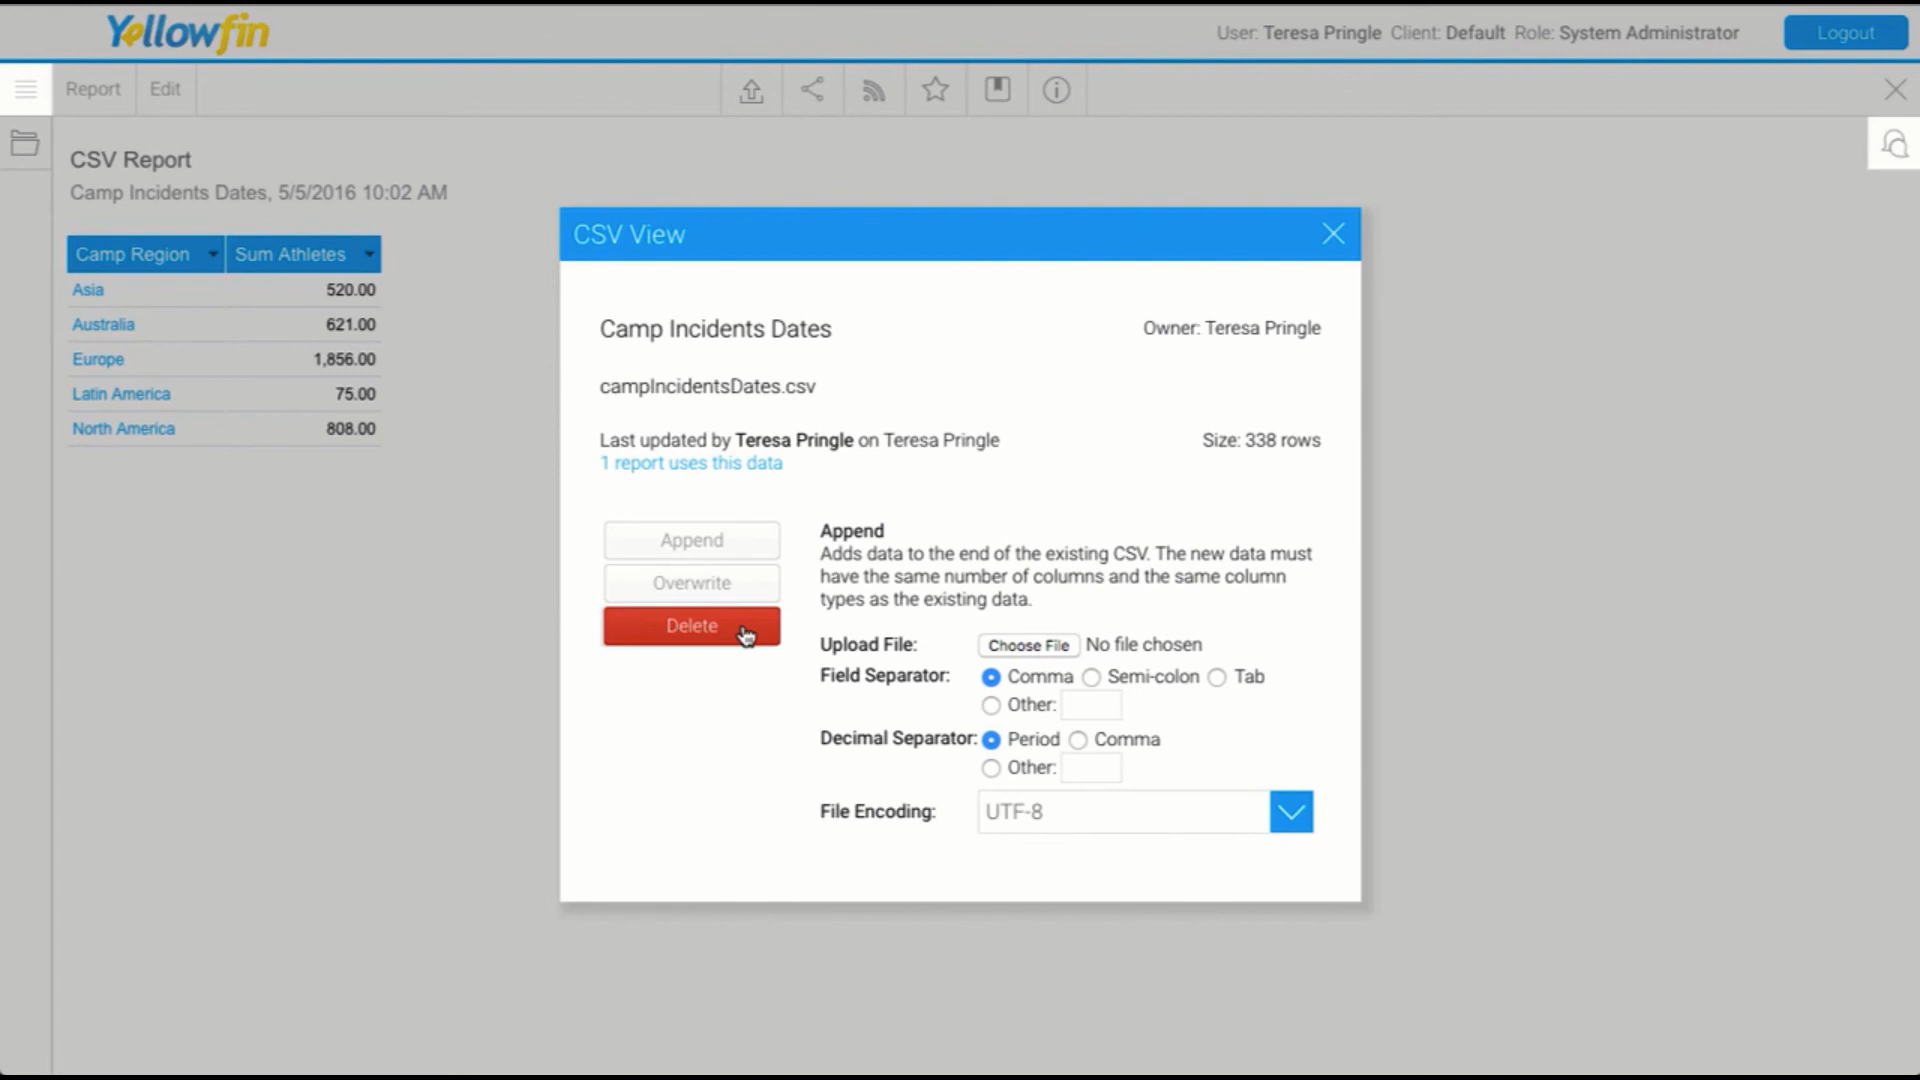 Yellowfin
User: Teresa Pringle Client: Default Role: System Administrator
Logout
Report Edit
CSV Report
Camp Incidents Dates, 5/5/2016 10:02 AM
Camp Region Sum Athletes
Asia 520.00
Australia 621.00
Europe 1,856.00
Latin America 75.00
North America 808.00
CSV View
Camp Incidents Dates Owner: Teresa Pringle
campIncidentsDates.csv
Last updated by Teresa Pringle on Teresa Pringle Size: 338 rows
1 report uses this data
Append
Overwrite
Delete
Append
Adds data to the end of the existing CSV. The new data must
have the same number of columns and the same column
types as the existing data.
Upload File: Choose File No file chosen
Field Separator: Comma Semi-colon Tab
Other:
Decimal Separator: Period Comma
Other:
File Encoding: UTF-8